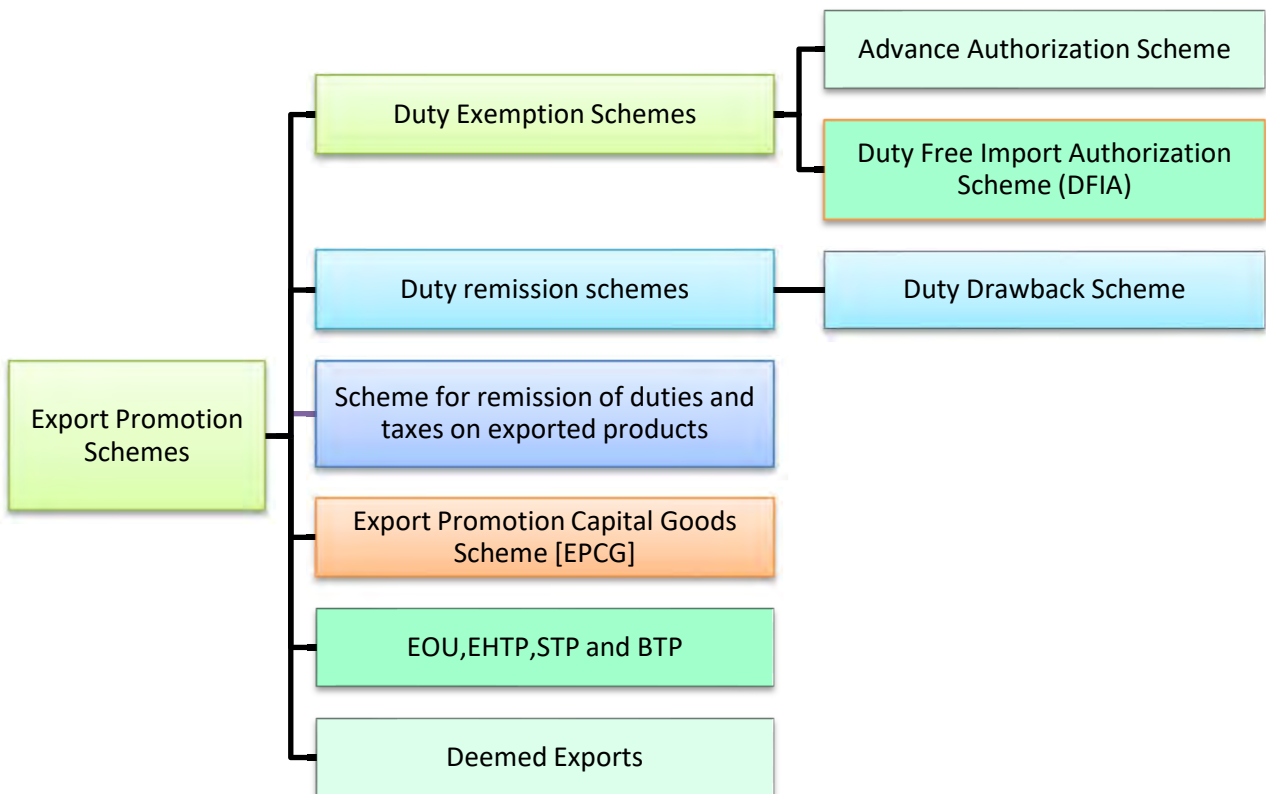 Export Promotion
Schemes
Duty Exemption Schemes
Advance Authorization Scheme
Duty Free Import Authorization
Scheme (DFIA)
Duty remission schemes
Duty Drawback Scheme
Scheme for remission of duties and
taxes on exported products
Export Promotion Capital Goods
Scheme [EPCG]
EOU,EHTP,STP and BTP
Deemed Exports